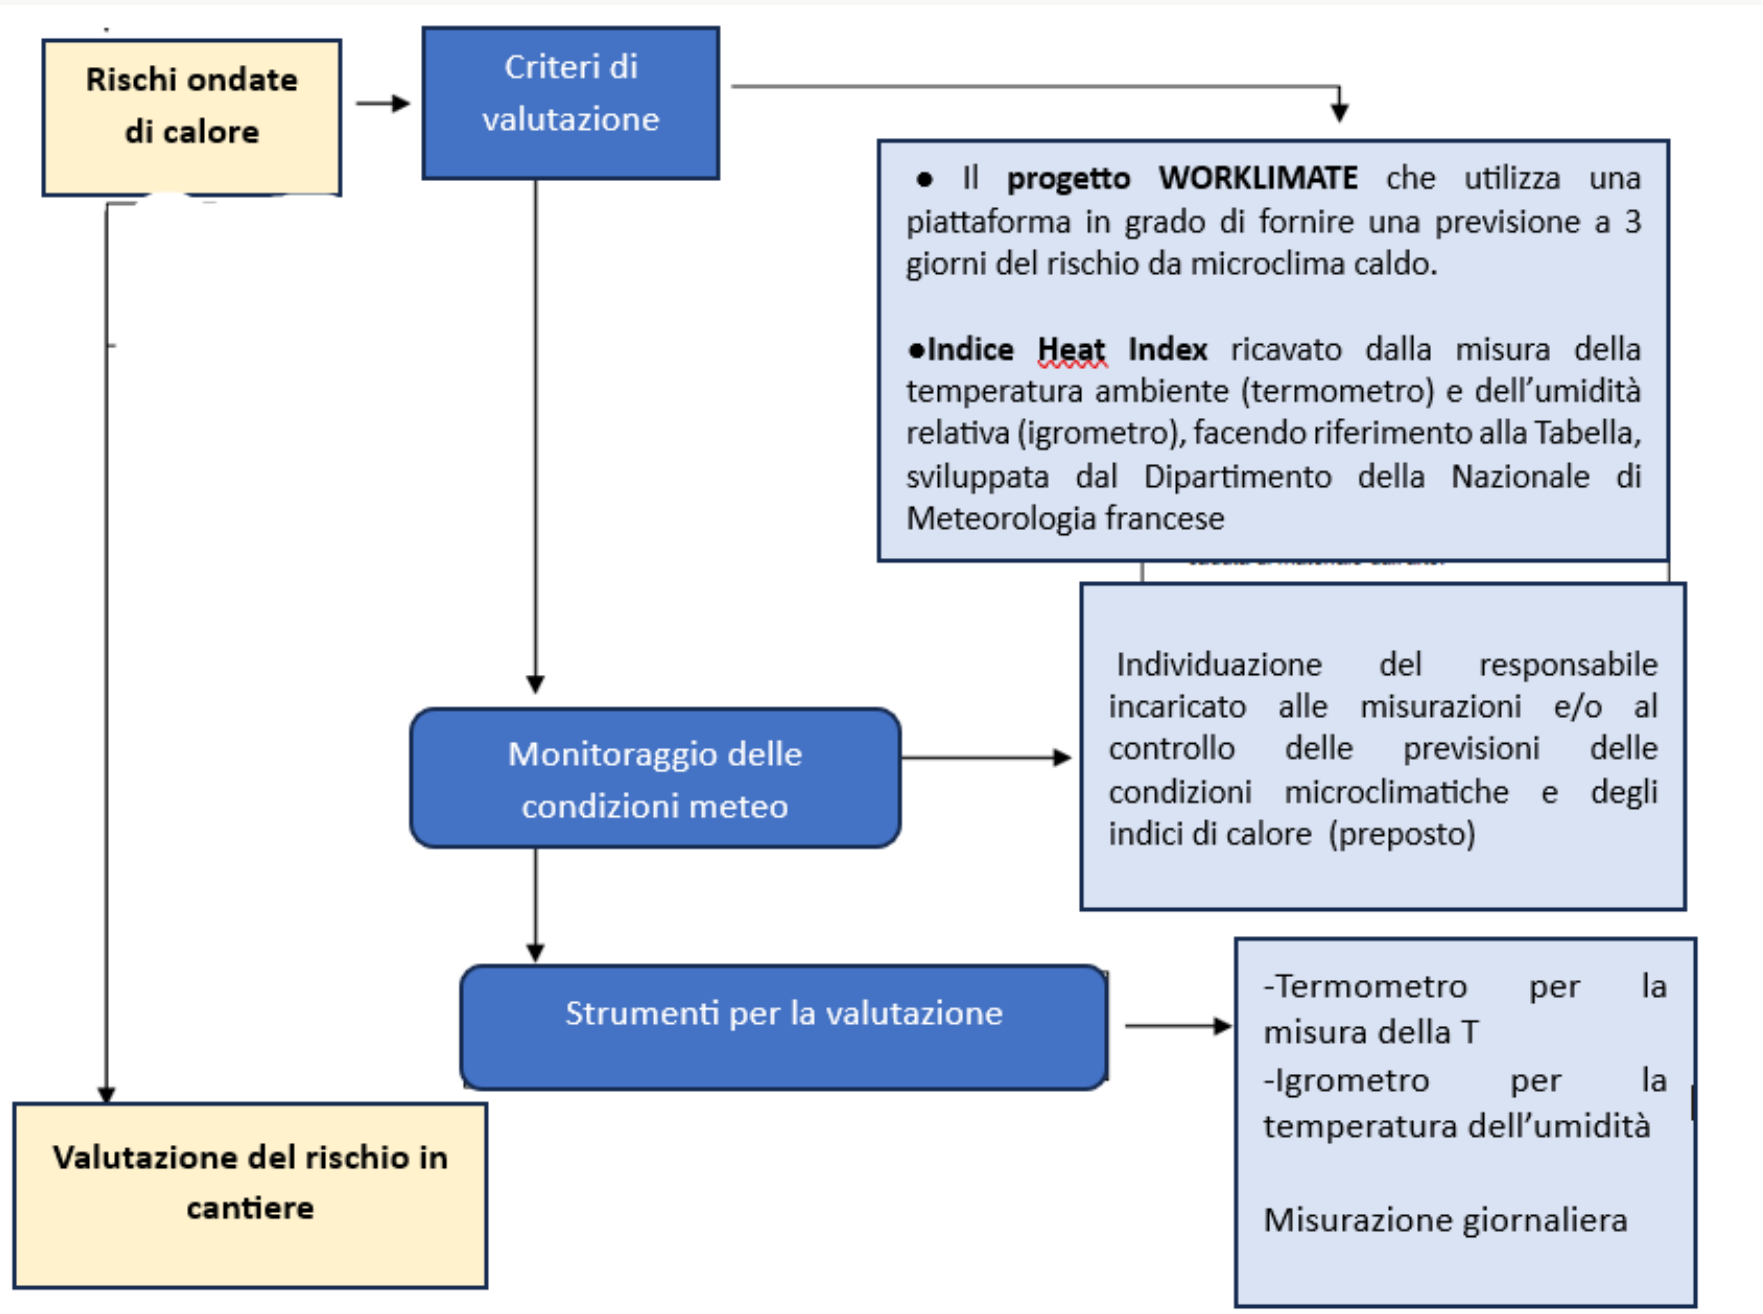 Rischi ondate
di calore
Criteri di
valutazione
● Il progetto WORKLIMATE che utilizza una
piattaforma in grado di fornire una previsione a 3
giorni del rischio da microclima caldo.
●Indice Heat Index ricavato dalla misura della
temperatura ambiente (termometro) e dell’umidità
relativa (igrometro), facendo riferimento alla Tabella,
sviluppata dal Dipartimento della Nazionale di
Meteorologia francese
Individuazione del responsabile
incaricato alle misurazioni e/o al
controllo delle previsioni delle
condizioni microclimatiche e degli
indici di calore (preposto)
Monitoraggio delle
condizioni meteo
Strumenti per la valutazione
-Termometro per la
misura della T
-Igrometro per la
temperatura dell’umidità
Misurazione giornaliera
Valutazione del rischio in
cantiere